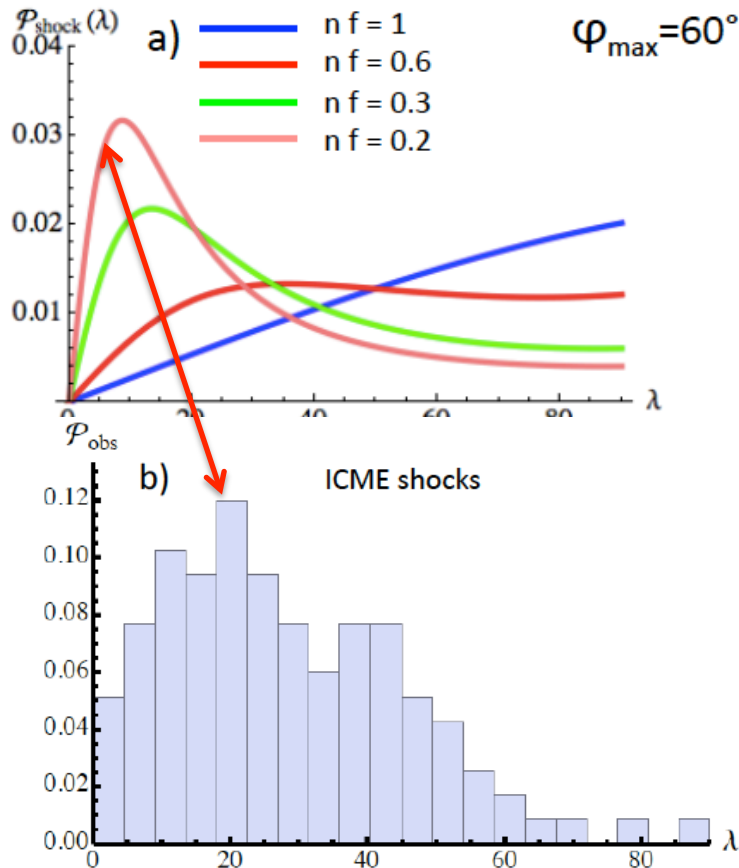 𝒫shock(λ)
a)
n f = 1
φmax=60°
n f = 0.6
n f = 0.3
n f = 0.2
0.04
0.03
0.02
0.01
0 20 40 60 80 λ
𝒫obs
b) ICME shocks
0.12
0.10
0.08
0.06
0.04
0.02
0.00
0 20 40 60 80 λ